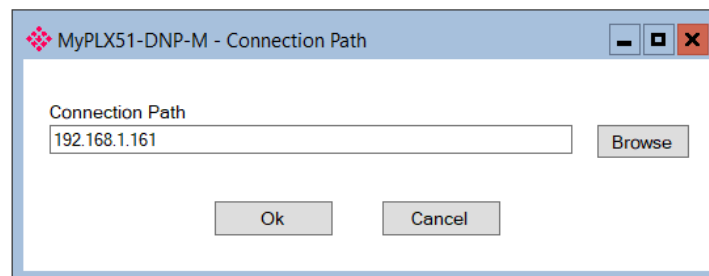 MyPLX51-DNP-M - Connection Path
Connection Path
192.168.1.161
Browse
Ok
Cancel